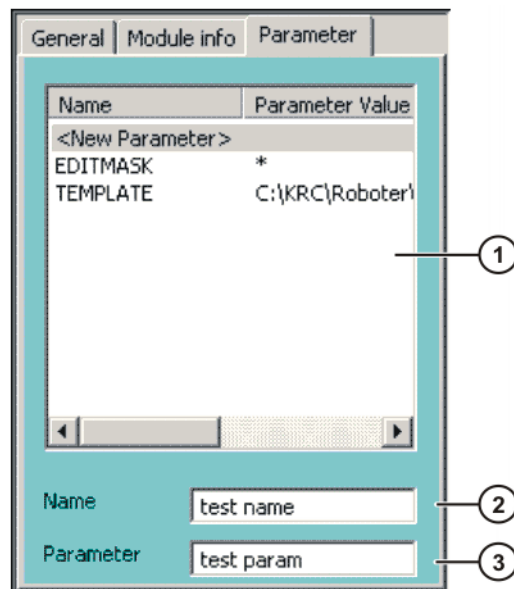 General Module info Parameter
Name Parameter Value
<New Parameter>
EDITMASK *
TEMPLATE C:\KRC\Roboter\
1
Name test name 2
Parameter test param 3